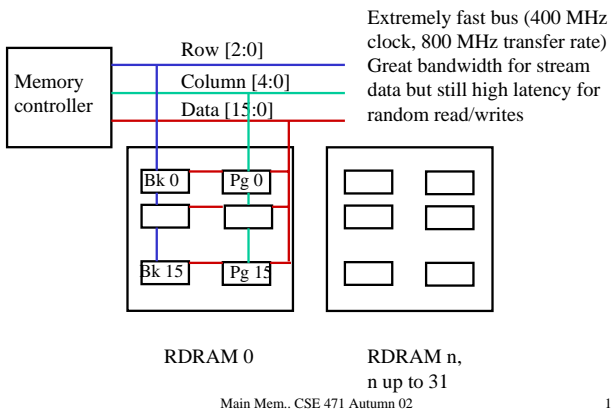 Extremely fast bus (400 MHz
clock, 800 MHz transfer rate)
Great bandwidth for stream
data but still high latency for
random read/writes
Memory
controller
Row [2:0]
Column [4:0]
Data [15:0]
Bk 0
Pg 0
Bk 15
Pg 15
RDRAM 0
RDRAM n,
n up to 31
Main Mem.. CSE 471 Autumn 02
1